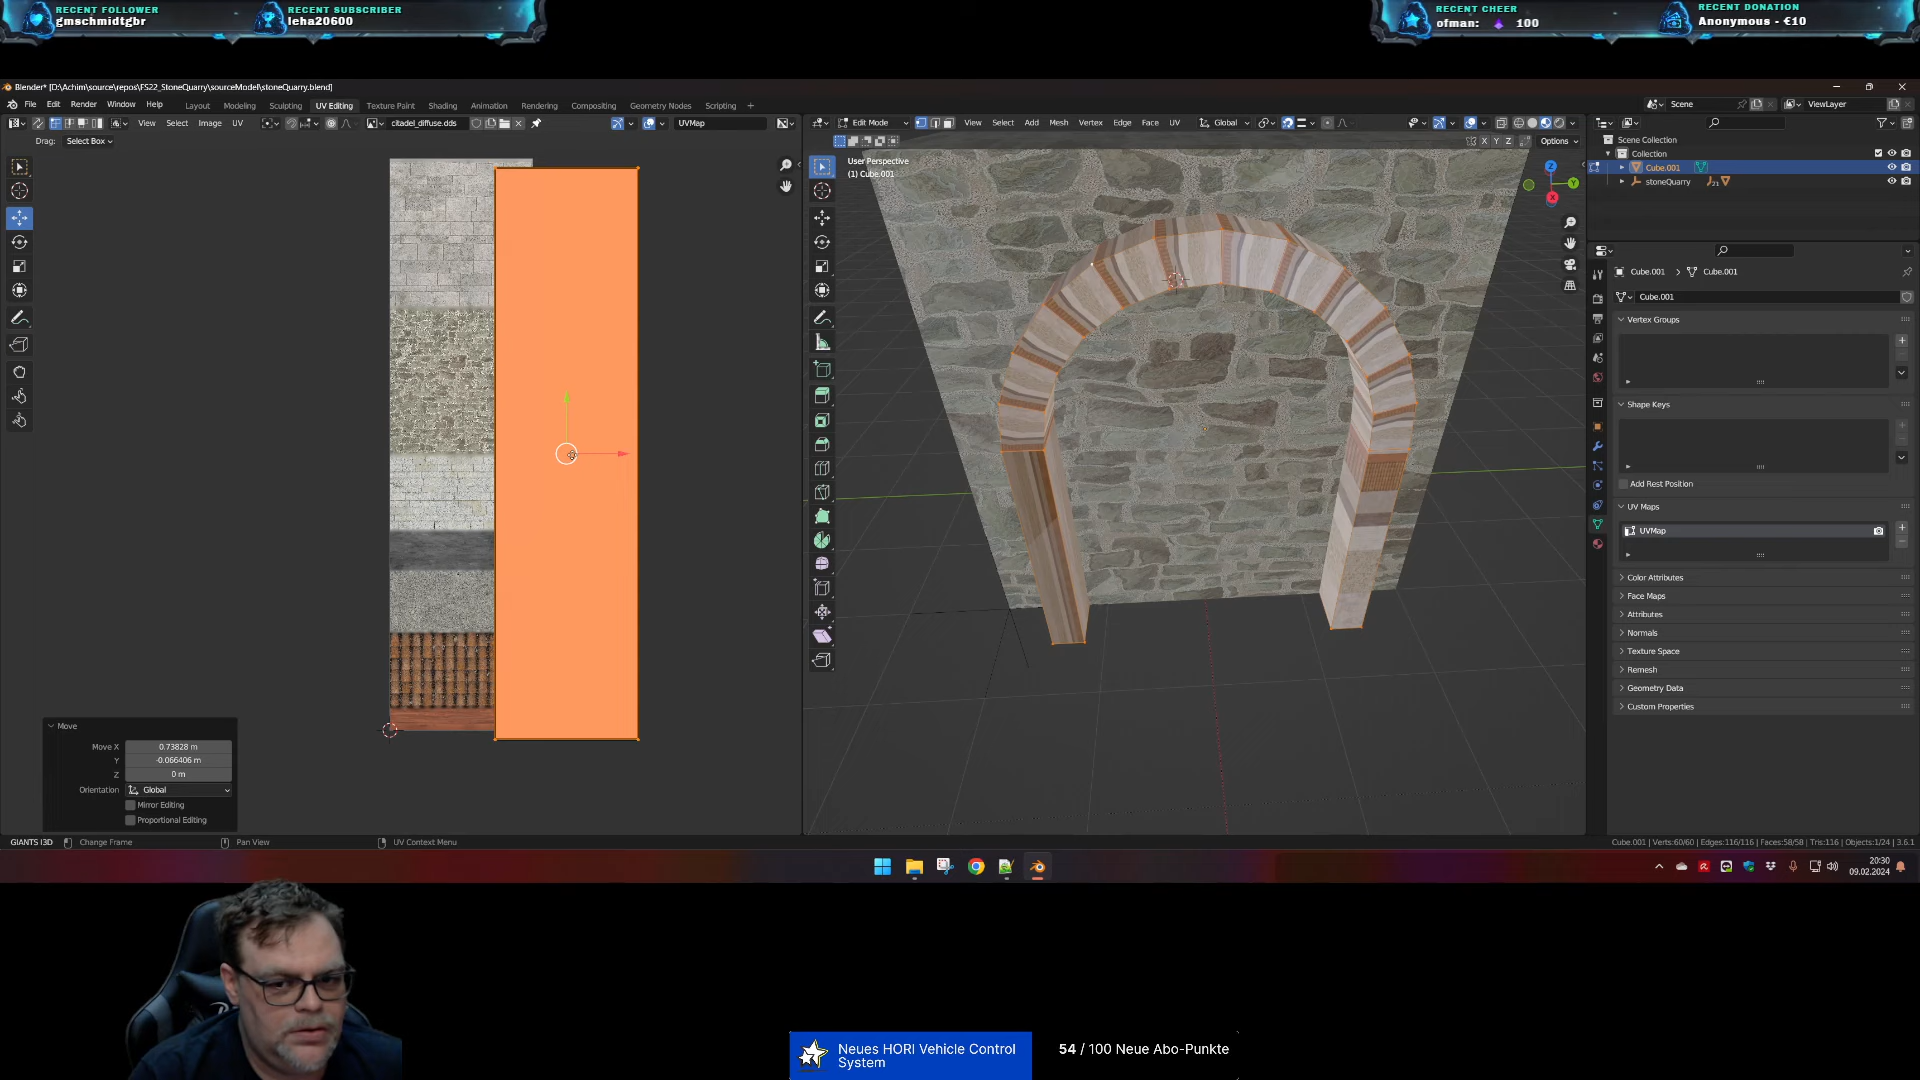 RECENT FOLLOWER
gmschmidtgbr
RECENT SUBSCRIBER
leha20600
RECENT CHEER
ofman: 100
RECENT DONATION
Anonymous - €10
Blender* [D:\Achim\source\repos\FS22_StoneQuarry\sourceModel\stoneQuarry.blend]
File Edit Render Window Help
Layout Modeling Sculpting UV Editing Texture Paint Shading Animation Rendering Compositing Geometry Nodes Scripting +
Scene
ViewLayer
View Select Image UV
citadel_diffuse.dds
UVMap
Edit Mode
View Select Add Mesh Vertex Edge Face UV
Global
Drag: Select Box
X Y Z
Options
User Perspective
(1) Cube.001
Z
Y
X
Scene Collection
Collection
Cube.001
stoneQuarry
21
Cube.001 > Cube.001
Cube.001
Vertex Groups
Shape Keys
Add Rest Position
UV Maps
UVMap
Color Attributes
Face Maps
Attributes
Normals
Texture Space
Remesh
Geometry Data
Custom Properties
Move
Move X 0.73828 m
Y -0.066406 m
Z 0 m
Orientation Global
Mirror Editing
Proportional Editing
GIANTS I3D
Change Frame
Pan View
UV Context Menu
Cube.001 | Verts:60/60 | Edges:116/116 | Faces:58/58 | Tris:116 | Objects:1/24 | 3.6.1
20:30
09.02.2024
Neues HORI Vehicle Control
System
54 / 100 Neue Abo-Punkte